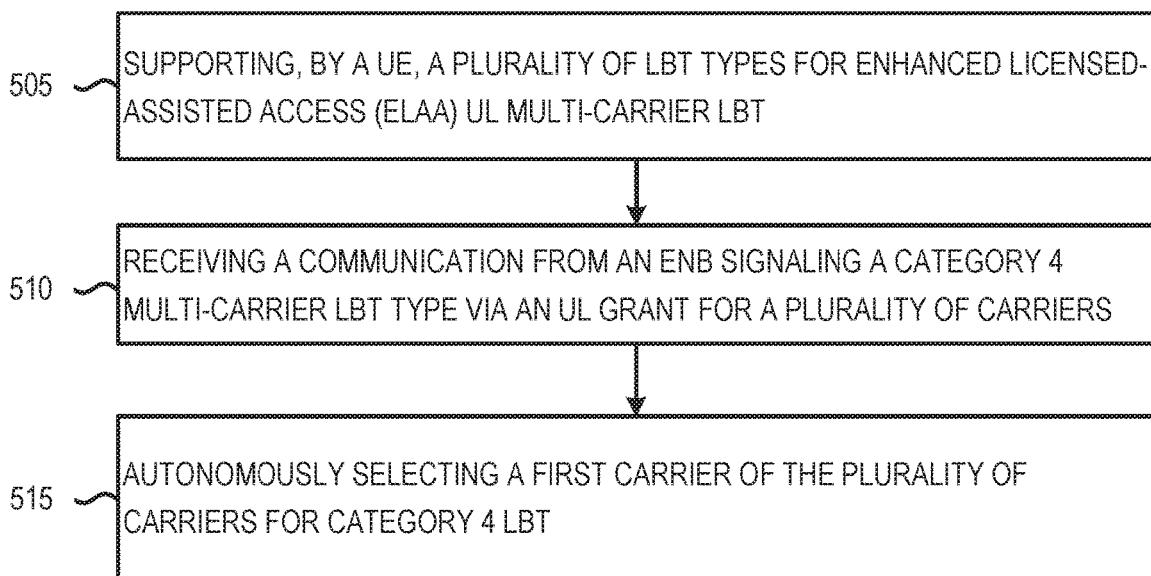 505
SUPPORTING, BY A UE, A PLURALITY OF LBT TYPES FOR ENHANCED LICENSED-
ASSISTED ACCESS (ELAA) UL MULTI-CARRIER LBT
510
RECEIVING A COMMUNICATION FROM AN ENB SIGNALING A CATEGORY 4
MULTI-CARRIER LBT TYPE VIA AN UL GRANT FOR A PLURALITY OF CARRIERS
515
AUTONOMOUSLY SELECTING A FIRST CARRIER OF THE PLURALITY OF
CARRIERS FOR CATEGORY 4 LBT